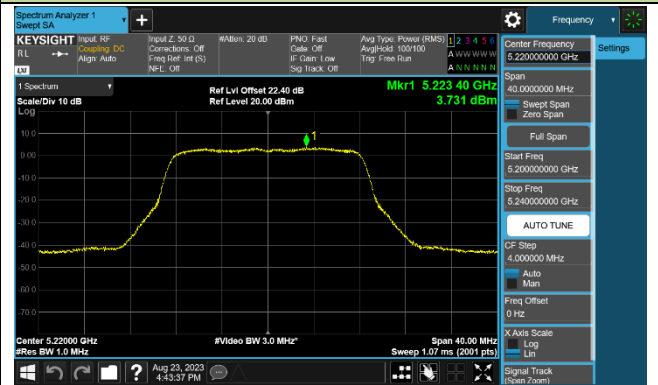 Spectrum Analyzer 1
Swept SA
Frequency
KEYSIGHT
RL
LXI
Input: RF
Coupling: DC
Align: Auto
Input Z: 50 Ω
Corrections: Off
Freq Ref: Int (S)
NFE: Off
#Atten: 20 dB
PNO: Fast
Gate: Off
IF Gain: Low
Sig Track: Off
Avg Type: Power (RMS)
Avg|Hold: 100/100
Trig: Free Run
1 2 3 4 5 6
A W W W W W
A N N N N N
1 Spectrum
Scale/Div 10 dB
Log
Ref Lvl Offset 22.40 dB
Ref Level 20.00 dBm
Mkr1 5.223 40 GHz
3.731 dBm
1
10.0
0.00
-10.0
-20.0
-30.0
-40.0
-50.0
-60.0
-70.0
Center 5.22000 GHz
#Res BW 1.0 MHz
#Video BW 3.0 MHz*
Span 40.00 MHz
Sweep 1.07 ms (2001 pts)
?
Aug 23, 2023
4:43:37 PM
Center Frequency
5.220000000 GHz
Settings
Span
40.0000000 MHz
Swept Span
Zero Span
Full Span
Start Freq
5.200000000 GHz
Stop Freq
5.240000000 GHz
AUTO TUNE
CF Step
4.000000 MHz
Auto
Man
Freq Offset
0 Hz
X Axis Scale
Log
Lin
Signal Track
(Span Zoom)